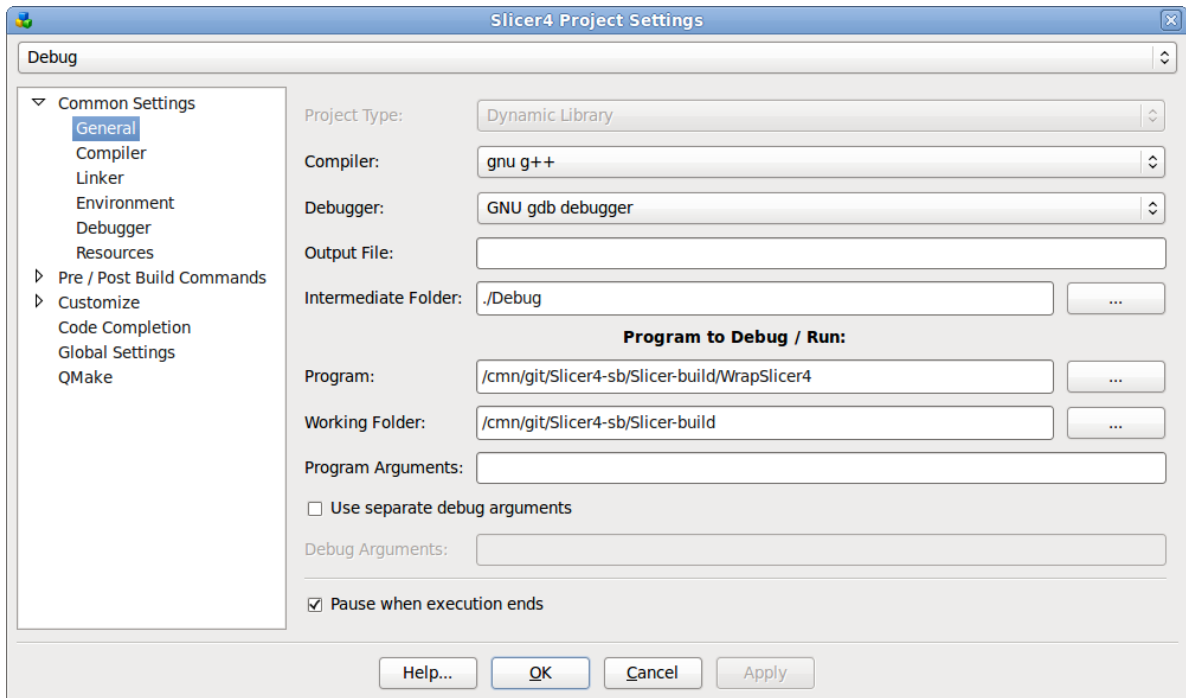 Slicer4 Project Settings
Debug
Common Settings
General
Compiler
Linker
Environment
Debugger
Resources
Pre / Post Build Commands
Customize
Code Completion
Global Settings
QMake
Project Type: Dynamic Library
Compiler: gnu g++
Debugger: GNU gdb debugger
Output File:
Intermediate Folder: ./Debug ...
Program to Debug / Run:
Program: /cmn/git/Slicer4-sb/Slicer-build/WrapSlicer4 ...
Working Folder: /cmn/git/Slicer4-sb/Slicer-build ...
Program Arguments:
Use separate debug arguments
Debug Arguments:
Pause when execution ends
Help... OK Cancel Apply